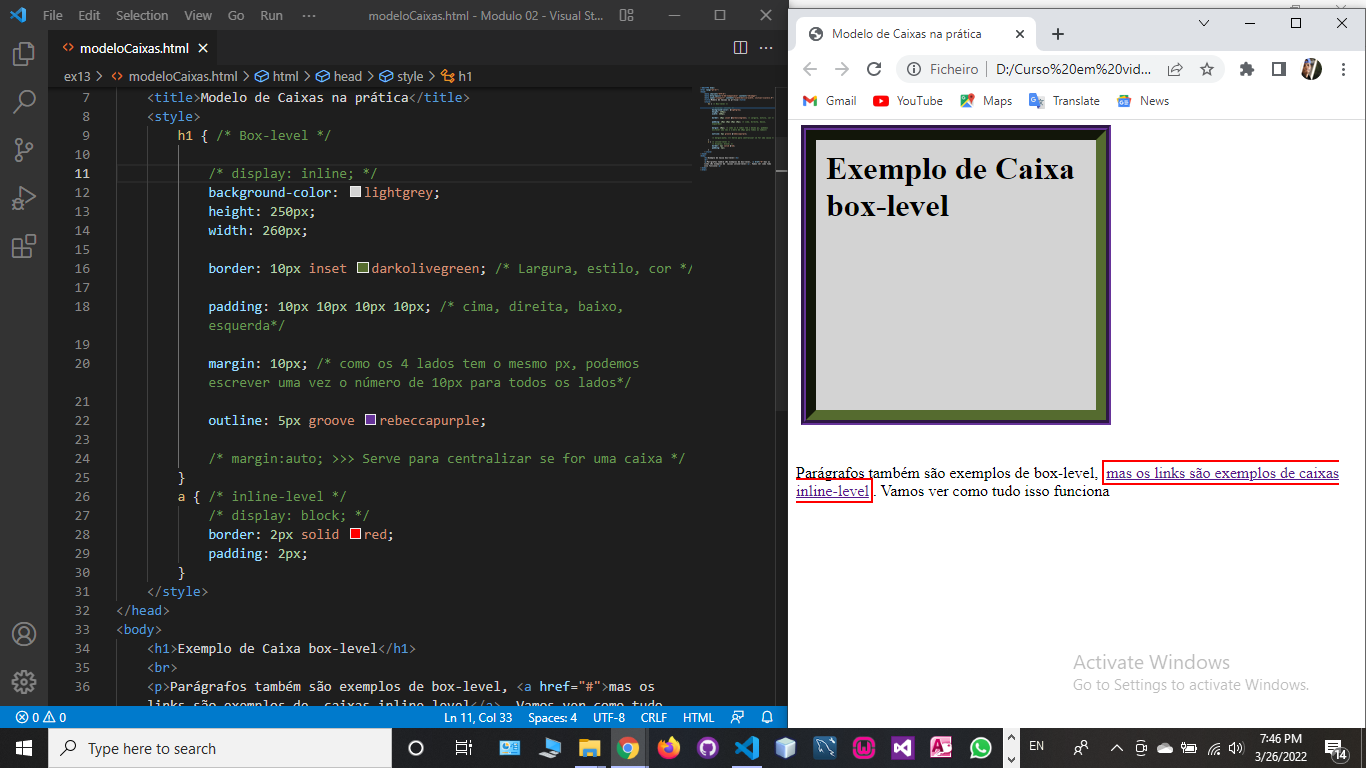 File Edit Selection View Go Run ··· modeloCaixas.html - Modulo 02 - Visual St...
modeloCaixas.html
ex13 > modeloCaixas.html > html > head > style > h1
7 <title>Modelo de Caixas na prática</title>
8 <style>
9 h1 { /* Box-level */
10
11 /* display: inline; */
12 background-color: lightgrey;
13 height: 250px;
14 width: 260px;
15
16 border: 10px inset darkolivegreen; /* Largura, estilo, cor */
17
18 padding: 10px 10px 10px 10px; /* cima, direita, baixo,
esquerda*/
19
20 margin: 10px; /* como os 4 lados tem o mesmo px, podemos
escrever uma vez o número de 10px para todos os lados*/
21
22 outline: 5px groove rebeccapurple;
23
24 /* margin:auto; >>> Serve para centralizar se for uma caixa */
25 }
26 a { /* inline-level */
27 /* display: block; */
28 border: 2px solid red;
29 padding: 2px;
30 }
31 </style>
32 </head>
33 <body>
34 <h1>Exemplo de Caixa box-level</h1>
35 <br>
36 <p>Parágrafos também são exemplos de box-level, <a href="#">mas os
links são exemplos de caixas inline-level</a>. Vamos ver como tudo
0 0 Ln 11, Col 33 Spaces: 4 UTF-8 CRLF HTML
Modelo de Caixas na prática
Ficheiro | D:/Curso%20em%20vid...
Gmail YouTube Maps Translate News
Exemplo de Caixa
box-level
Parágrafos também são exemplos de box-level, mas os links são exemplos de caixas
inline-level. Vamos ver como tudo isso funciona
Activate Windows
Go to Settings to activate Windows.
Type here to search
EN
7:46 PM
3/26/2022
14